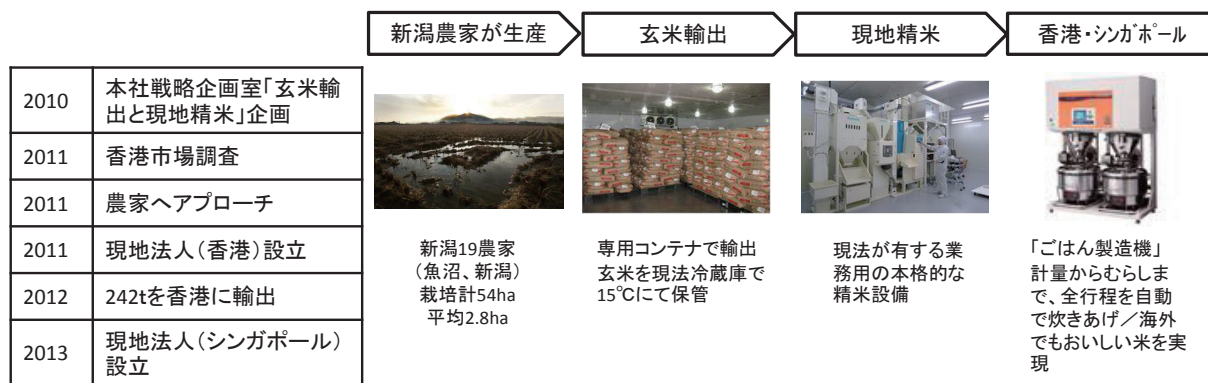 新潟農家が生産
玄米輸出
現地精米
香港・シンガポール
2010
本社戦略企画室「玄米輸
出と現地精米」企画
2011
香港市場調査
2011
農家へアプローチ
2011
現地法人（香港）設立
2012
242tを香港に輸出
2013
現地法人（シンガポール）
設立
新潟19農家
（魚沼、新潟）
栽培計54ha
平均2.8ha
専用コンテナで輸出
玄米を現法冷蔵庫で
15℃にて保管
現法が有する業
務用の本格的な
精米設備
「ごはん製造機」
計量からむらしま
で、全行程を自動
で炊きあげ／海外
でもおいしい米を実
現